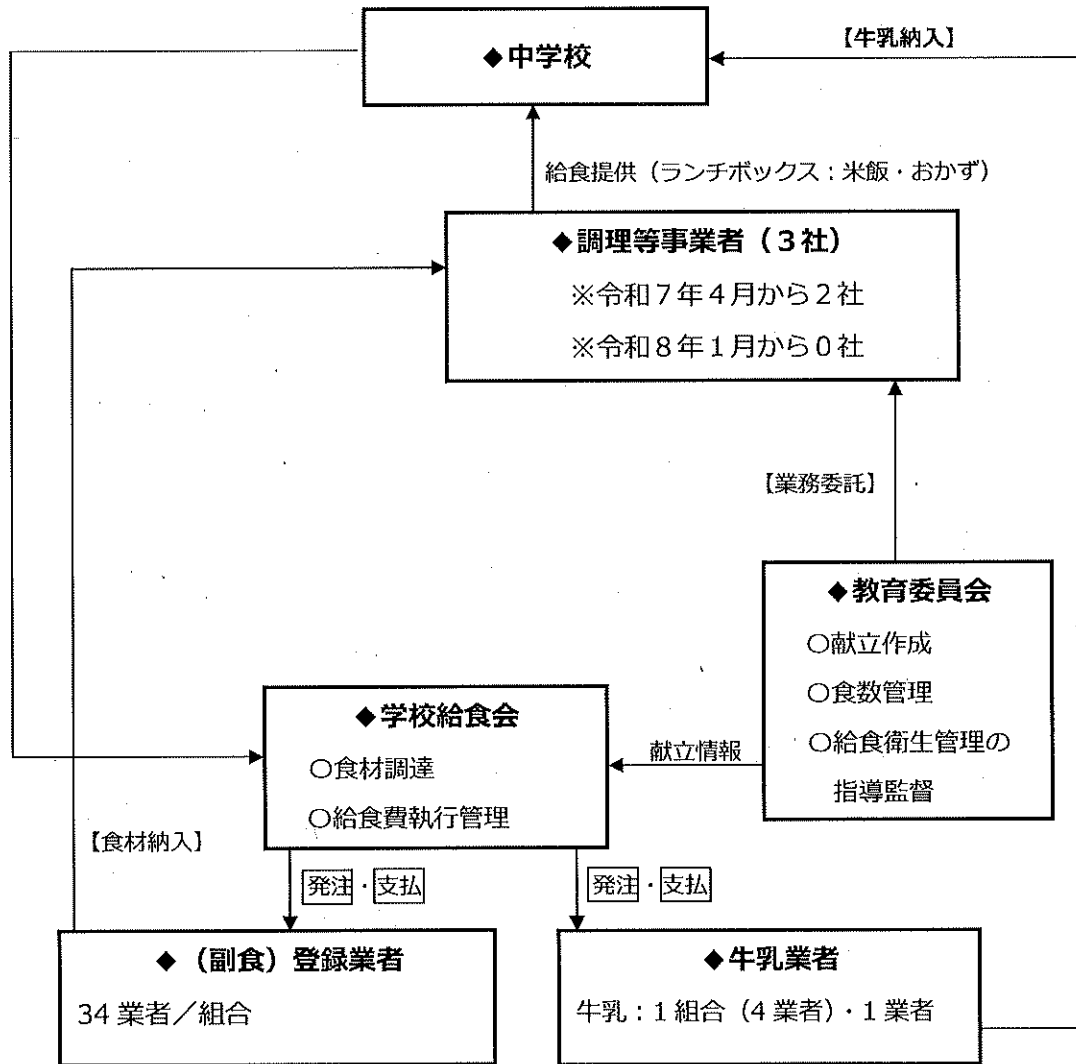 ◆中学校
【牛乳納入】
給食提供（ランチボックス：米飯・おかず）
◆調理等事業者（３社）
※令和７年４月から２社
※令和８年１月から０社
【業務委託】
◆教育委員会
○献立作成
○食数管理
○給食衛生管理の
指導監督
献立情報
◆学校給食会
○食材調達
○給食費執行管理
【食材納入】
発注・支払
発注・支払
◆（副食）登録業者
34 業者／組合
◆牛乳業者
牛乳：１組合（４業者）・１業者